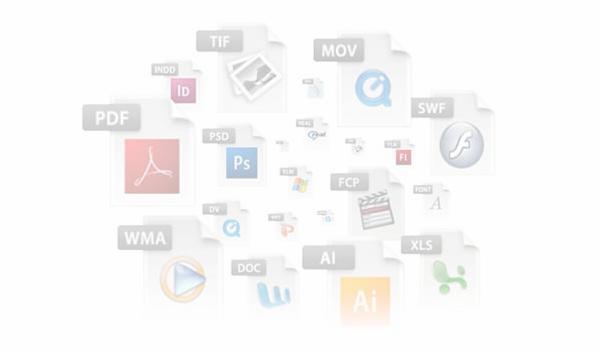 TIF
MOV
INDD
PDF
SWF
PSD
Ps
ID
REAL
real
FLA
Fl
FCP
FONT
A
DV
WMA
DOC
AI
Ai
XLS